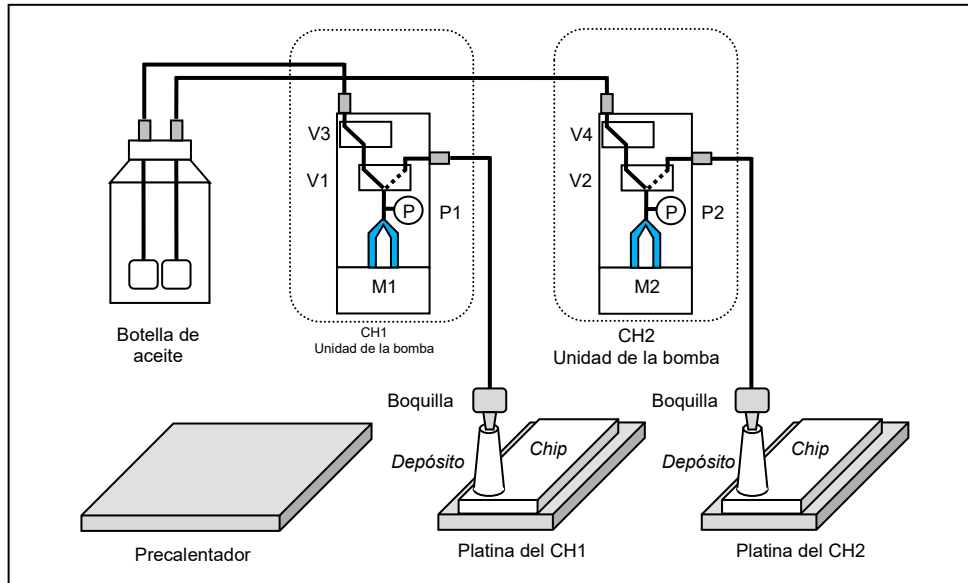 V3
V1
P
P1
M1
CH1
Unidad de la bomba
V4
V2
P
P2
M2
CH2
Unidad de la bomba
Botella de
aceite
Boquilla
Depósito
Chip
Boquilla
Depósito
Chip
Precalentador
Platina del CH1
Platina del CH2